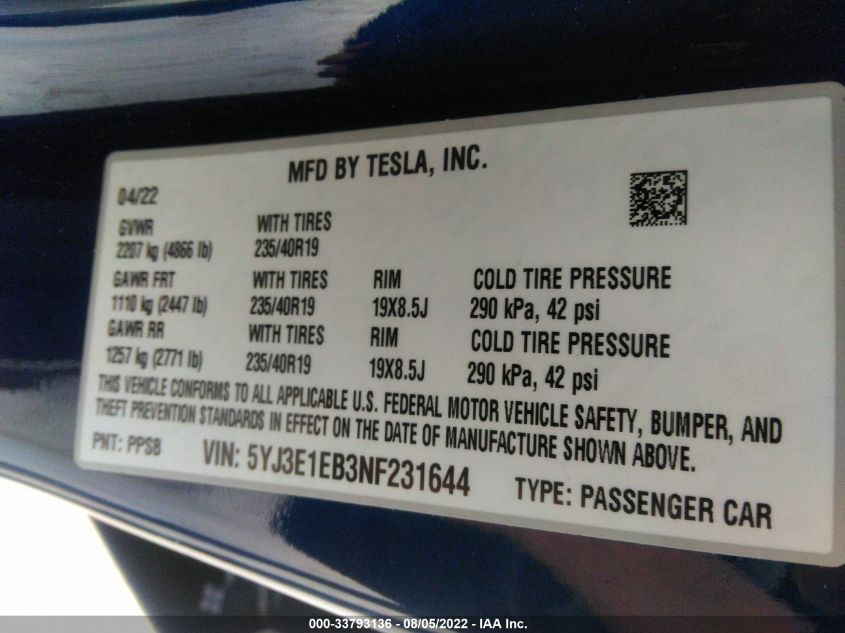 MFD BY TESLA, INC.
04/22
GVWR WITH TIRES
2207 kg (4866 lb) 235/40R19
GAWR FRT WITH TIRES RIM COLD TIRE PRESSURE
1110 kg (2447 lb) 235/40R19 19X8.5J 290 kPa, 42 psi
GAWR RR WITH TIRES RIM COLD TIRE PRESSURE
1257 kg (2771 lb) 235/40R19 19X8.5J 290 kPa, 42 psi
THIS VEHICLE CONFORMS TO ALL APPLICABLE U.S. FEDERAL MOTOR VEHICLE SAFETY, BUMPER, AND
THEFT PREVENTION STANDARDS IN EFFECT ON THE DATE OF MANUFACTURE SHOWN ABOVE.
PNT: PPSB VIN: 5YJ3E1EB3NF231644 TYPE: PASSENGER CAR
000-33793136 - 08/05/2022 - IAA Inc.